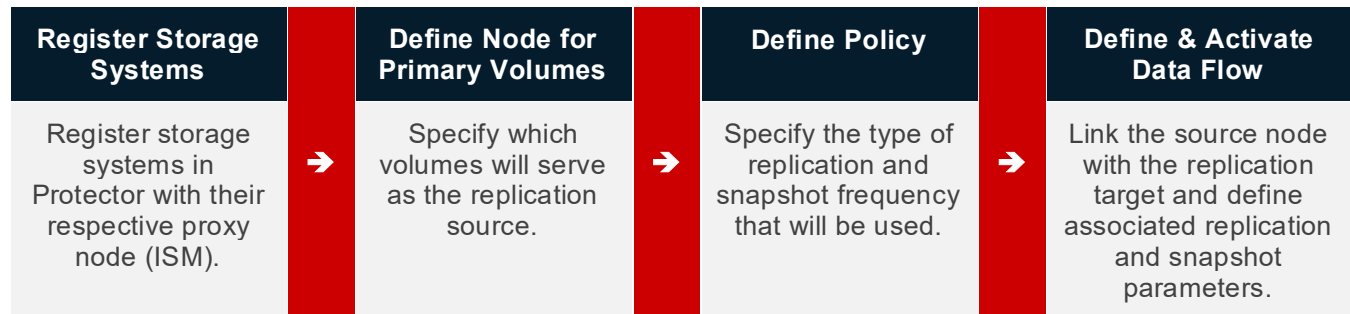 Register Storage
Systems
Register storage
systems in
Protector with their
respective proxy
node (ISM).
➔
Define Node for
Primary Volumes
Specify which
volumes will serve
as the replication
source.
➔
Define Policy
Specify the type of
replication and
snapshot frequency
that will be used.
➔
Define & Activate
Data Flow
Link the source node
with the replication
target and define
associated replication
and snapshot
parameters.